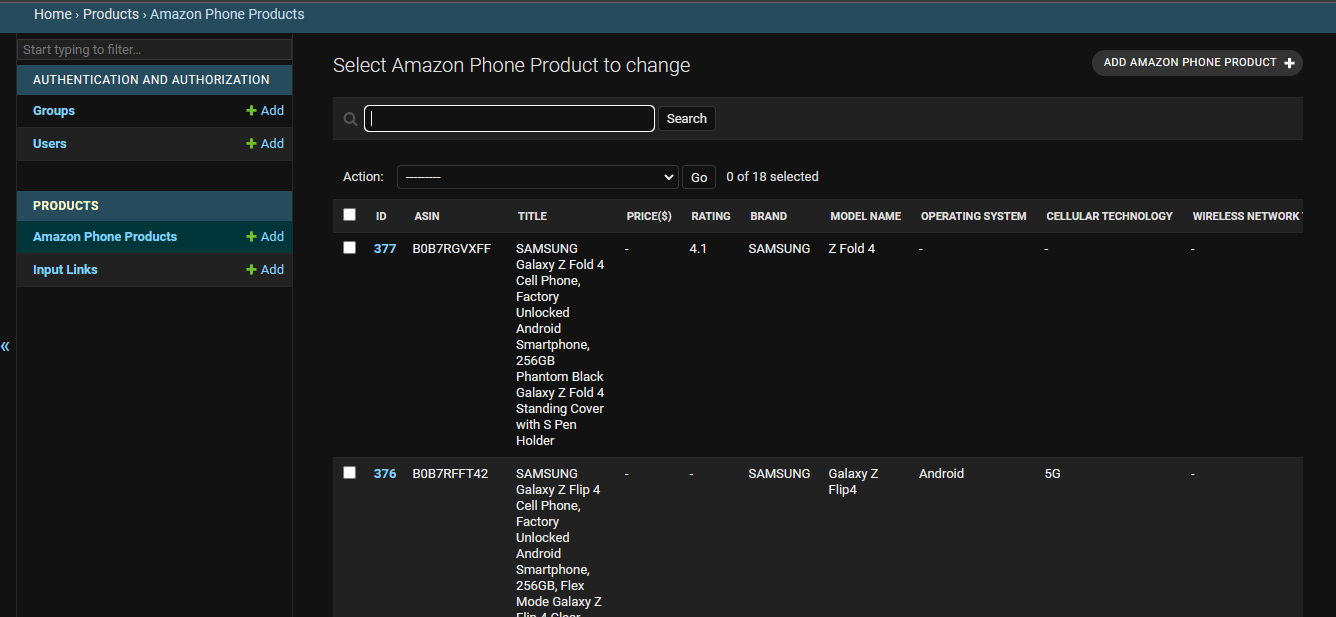 Home › Products › Amazon Phone Products
Start typing to filter...
AUTHENTICATION AND AUTHORIZATION
Groups + Add
Users + Add
PRODUCTS
Amazon Phone Products + Add
Input Links + Add
«
Select Amazon Phone Product to change
ADD AMAZON PHONE PRODUCT +
Search
Action: --------- Go 0 of 18 selected
ID ASIN TITLE PRICE($) RATING BRAND MODEL NAME OPERATING SYSTEM CELLULAR TECHNOLOGY WIRELESS NETWORK
377 B0B7RGVXFF SAMSUNG - 4.1 SAMSUNG Z Fold 4 - - -
Galaxy Z Fold 4
Cell Phone,
Factory
Unlocked
Android
Smartphone,
256GB
Phantom Black
Galaxy Z Fold 4
Standing Cover
with S Pen
Holder
376 B0B7RFFT42 SAMSUNG - - SAMSUNG Galaxy Z Android 5G -
Galaxy Z Flip 4 Flip4
Cell Phone,
Factory
Unlocked
Android
Smartphone,
256GB, Flex
Mode Galaxy Z
Flip 4 Clear